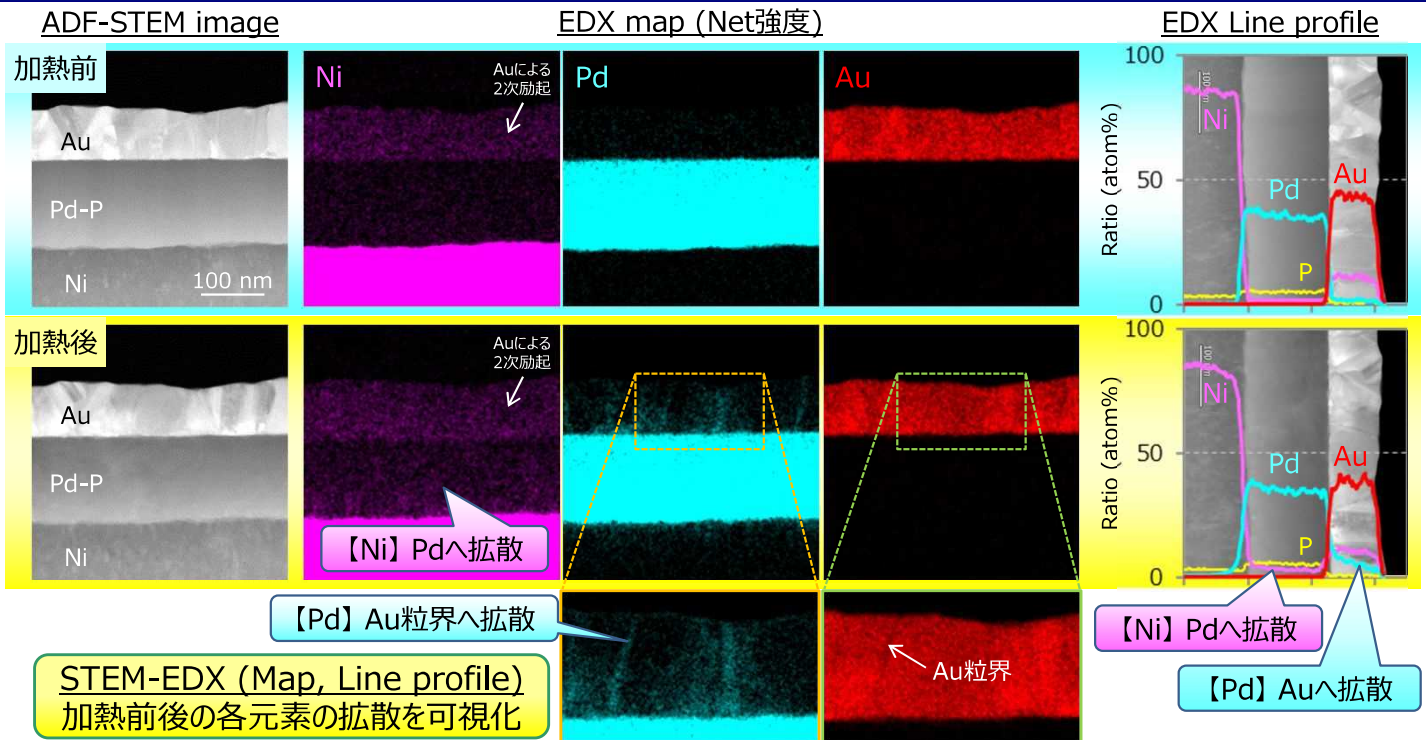 ADF-STEM image
EDX map (Net強度)
EDX Line profile
加熱前
Au
Pd-P
Ni
100 nm
Ni
Auによる
2次励起
Pd
Au
100
50
0
Ratio (atom%)
100 nm
Ni
Pd
Au
P
加熱後
Au
Pd-P
Ni
Auによる
2次励起
【Ni】Pdへ拡散
100
50
0
Ratio (atom%)
Ni
Pd
Au
P
【Pd】Au粒界へ拡散
Au粒界
【Ni】Pdへ拡散
【Pd】Auへ拡散
STEM-EDX (Map, Line profile)
加熱前後の各元素の拡散を可視化